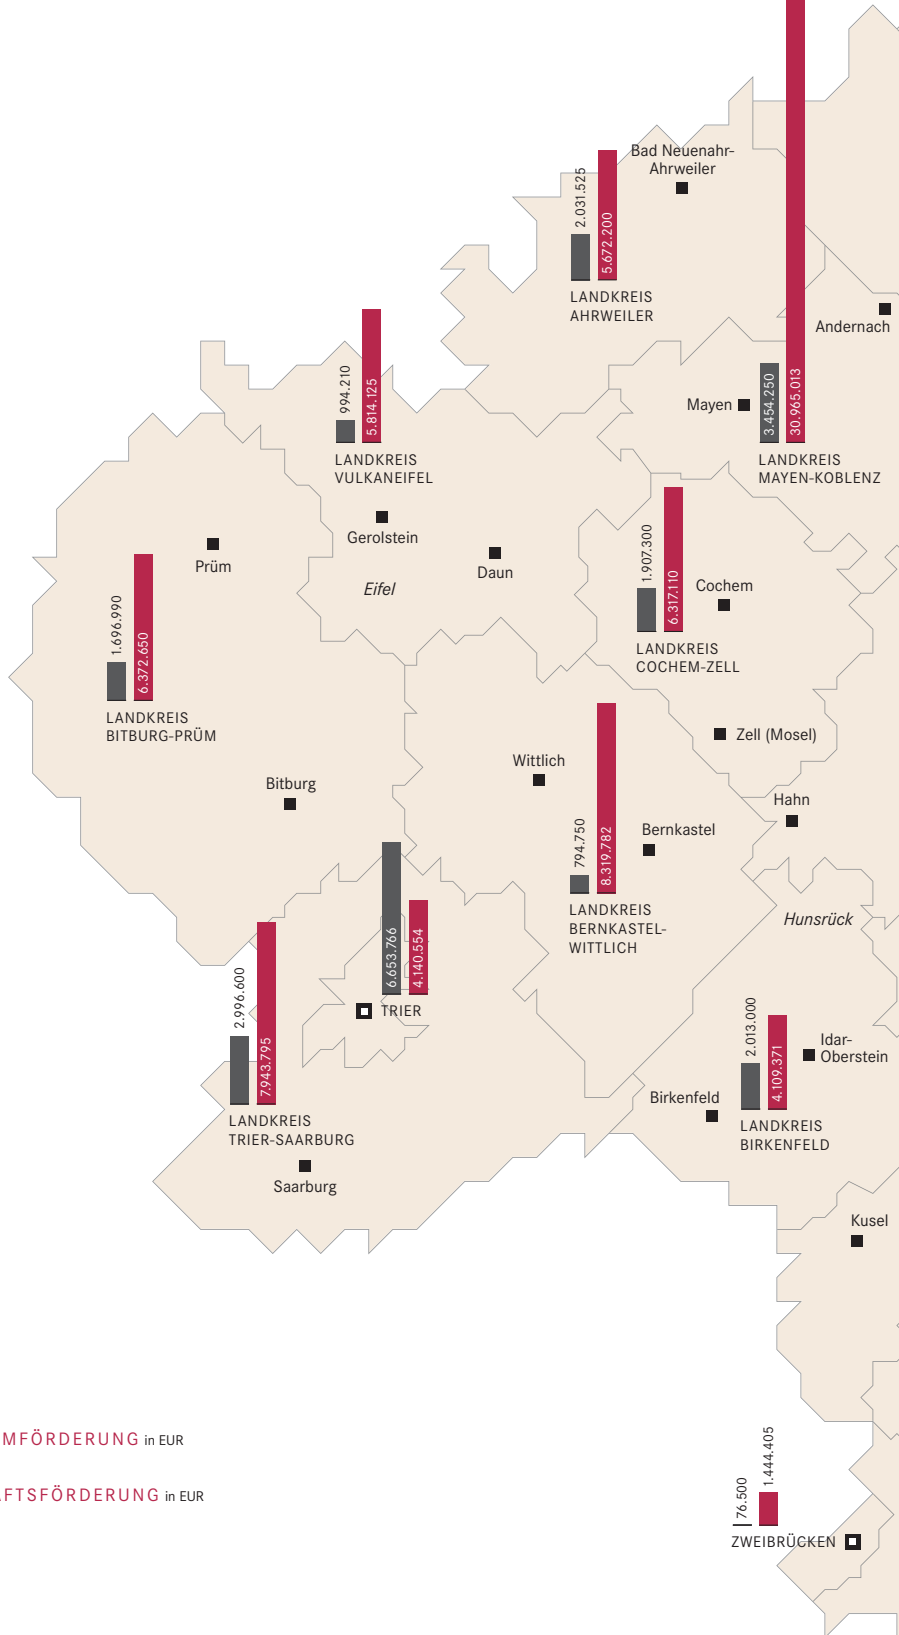 Bad Neuenahr-
Ahrweiler
2.031.525
5.672.200
LANDKREIS
AHRWEILER
Andernach
994.210
5.814.125
LANDKREIS
VULKANEIFEL
Mayen
3.454.250
30.965.013
LANDKREIS
MAYEN-KOBLENZ
Gerolstein
Prüm
Daun
Eifel
1.907.300
6.317.110
Cochem
LANDKREIS
COCHEM-ZELL
1.696.990
6.372.650
LANDKREIS
BITBURG-PRÜM
Zell (Mosel)
Wittlich
Bitburg
Hahn
794.750
8.319.782
Bernkastel
LANDKREIS
BERNKASTEL-
WITTLICH
Hunsrück
6.653.766
4.140.554
TRIER
2.996.600
7.943.795
LANDKREIS
TRIER-SAARBURG
2.013.000
4.109.371
Idar-
Oberstein
Birkenfeld
LANDKREIS
BIRKENFELD
Saarburg
Kusel
MFÖRDERUNG in EUR
FTSFÖRDERUNG in EUR
76.500
1.444.405
ZWEIBRÜCKEN